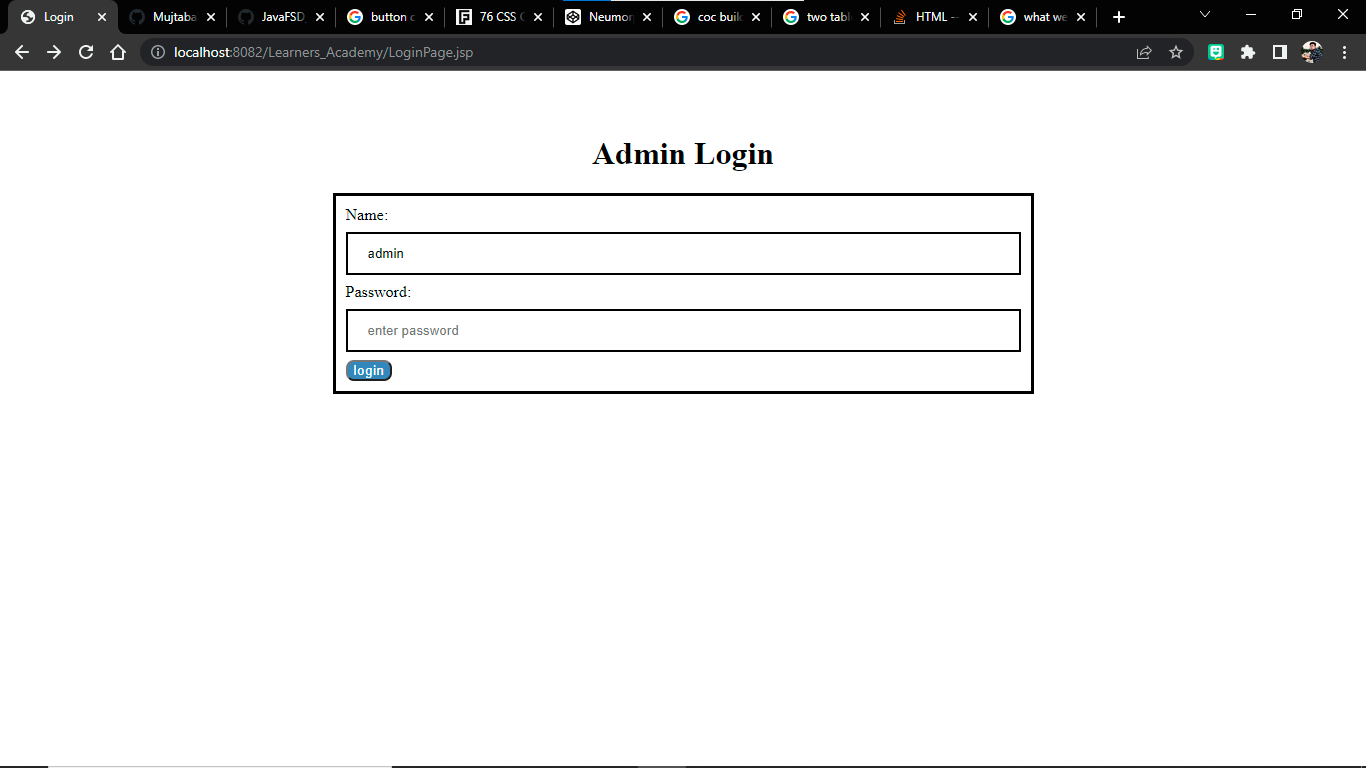 Login
Mujtaba
JavaFSD
button c
76 CSS
Neumor
coc buil
two tabl
HTML --
what we
localhost:8082/Learners_Academy/LoginPage.jsp
Admin Login
Name:
admin
Password:
enter password
login